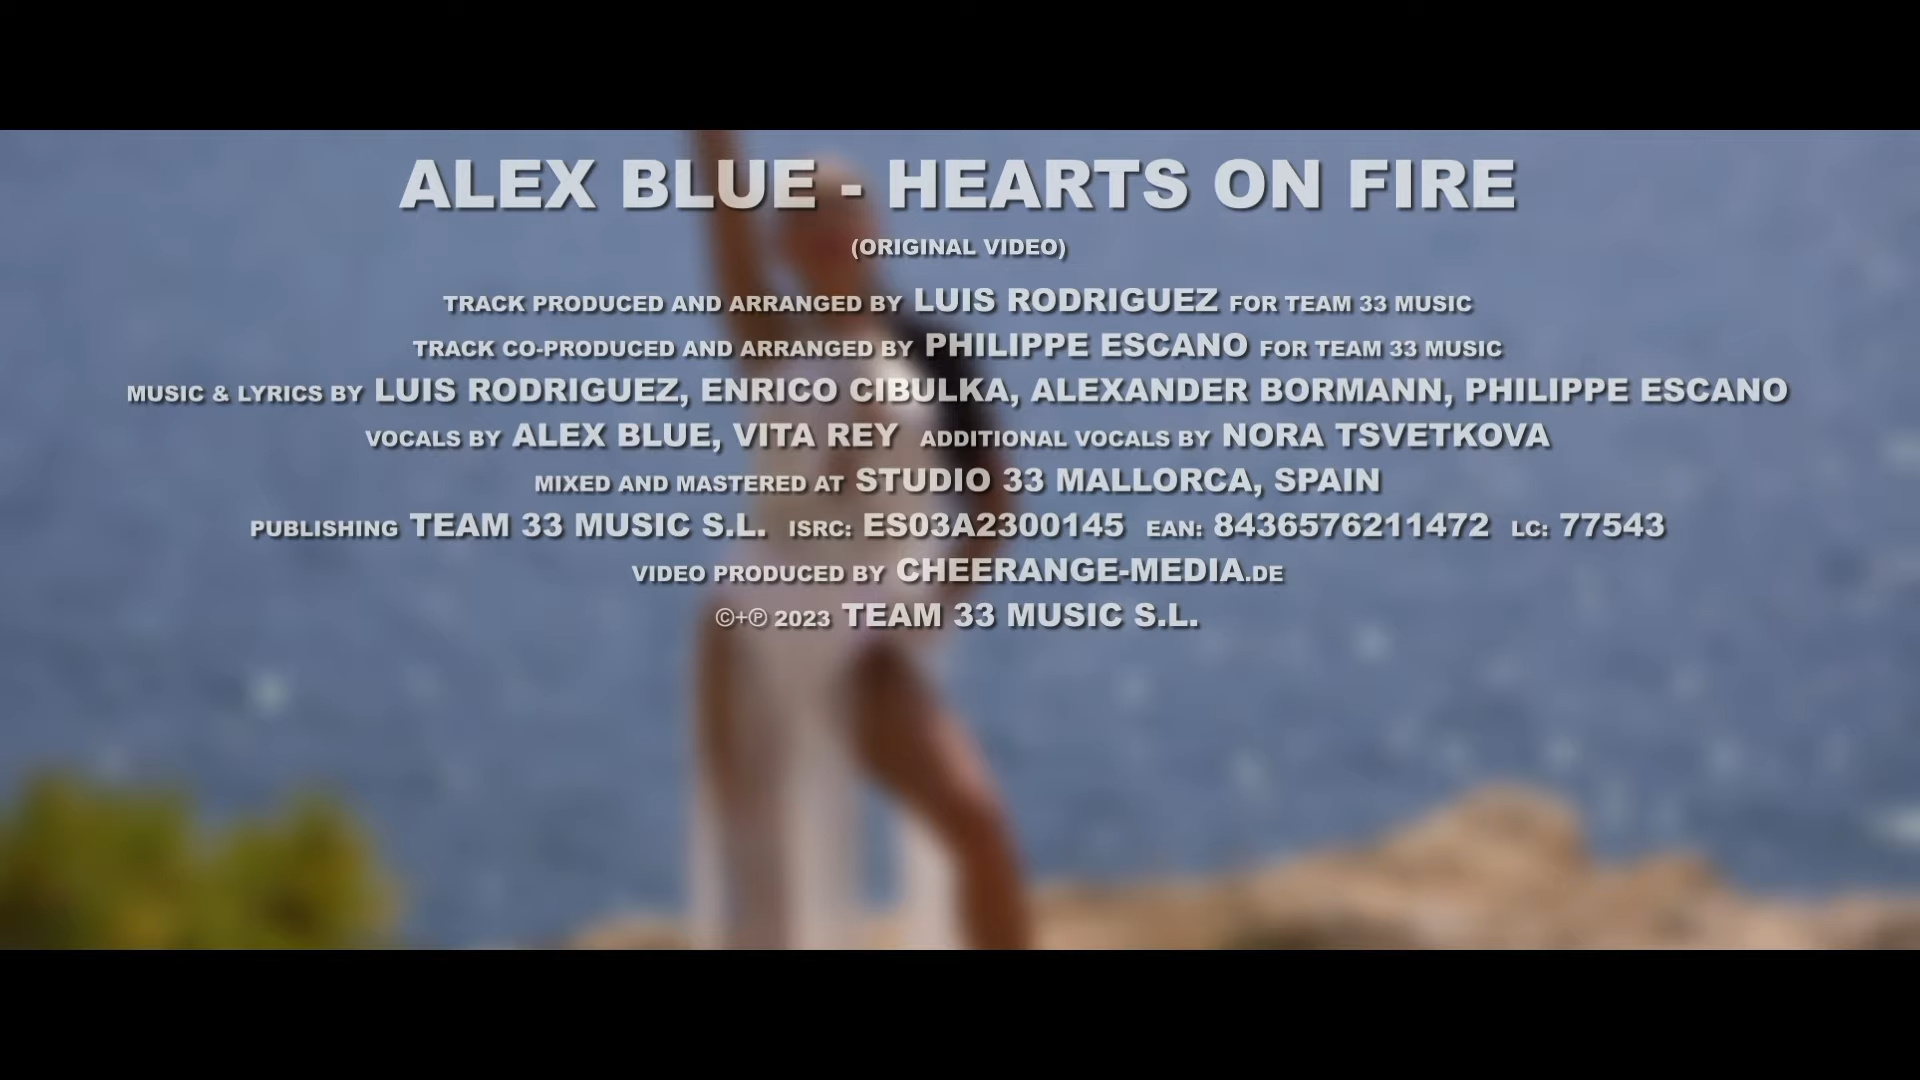 ALEX BLUE - HEARTS ON FIRE
(ORIGINAL VIDEO)
TRACK PRODUCED AND ARRANGED BY LUIS RODRIGUEZ FOR TEAM 33 MUSIC
TRACK CO-PRODUCED AND ARRANGED BY PHILIPPE ESCANO FOR TEAM 33 MUSIC
MUSIC & LYRICS BY LUIS RODRIGUEZ, ENRICO CIBULKA, ALEXANDER BORMANN, PHILIPPE ESCANO
VOCALS BY ALEX BLUE, VITA REY ADDITIONAL VOCALS BY NORA TSVETKOVA
MIXED AND MASTERED AT STUDIO 33 MALLORCA, SPAIN
PUBLISHING TEAM 33 MUSIC S.L. ISRC: ES03A2300145 EAN: 8436576211472 LC: 77543
VIDEO PRODUCED BY CHEERANGE-MEDIA.DE
©+℗ 2023 TEAM 33 MUSIC S.L.